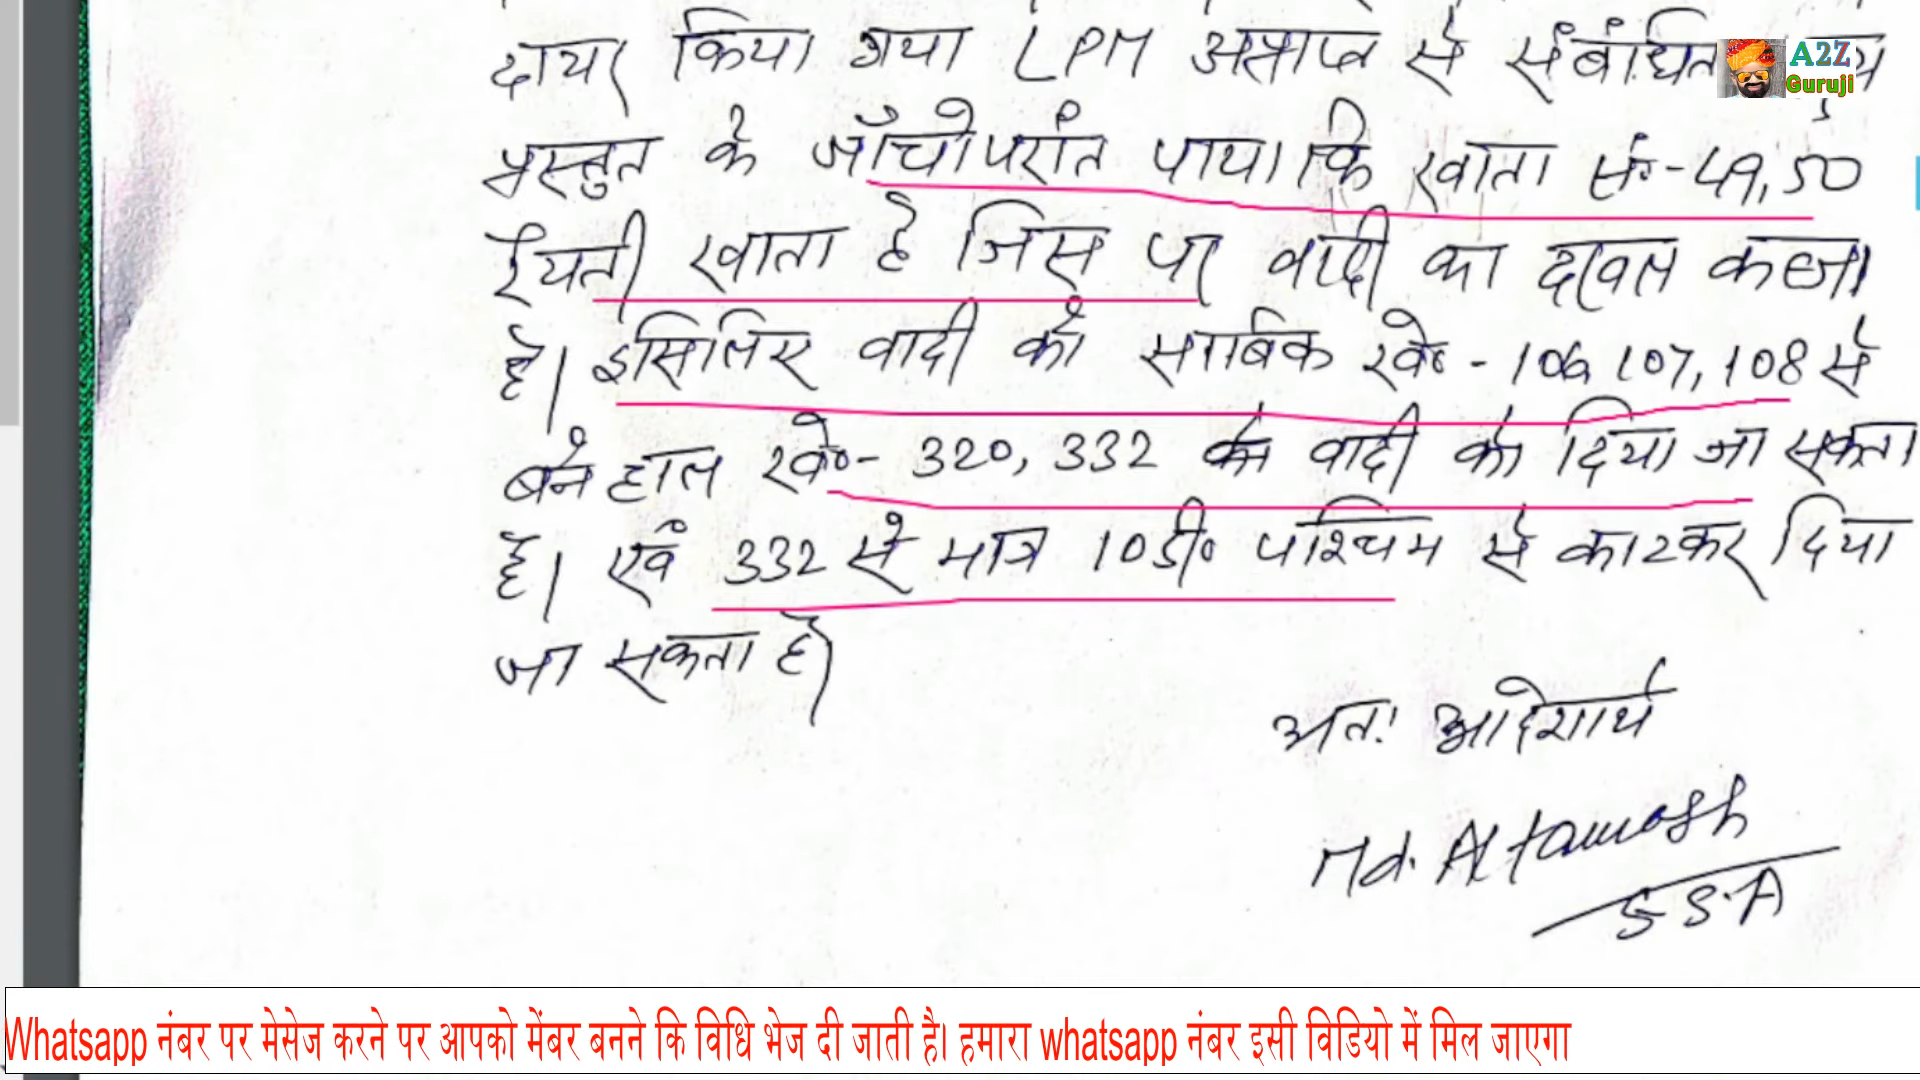 दायर किया गया LPM अप्राप्त से संबंधित
A2Z
Guruji
प्रस्तुत के जाँचोपरांत पाया कि खाता सं०-49,50
रैयती खाता है जिस पर वादी का दखल कब्जा
है। इसलिए वादी को साबिक खे०-106, 107, 108 से
बने हाल खे०- 320, 332 को वादी को दिया जा सकता
है। एवं 332 से मात्र 10डी० पश्चिम से काटकर दिया
जा सकता है।
अतः आदेशार्थ
Md. Altamash
S.S.A
Whatsapp नंबर पर मेसेज करने पर आपको मेंबर बनने कि विधि भेज दी जाती है। हमारा whatsapp नंबर इसी विडियो में मिल जाएगा